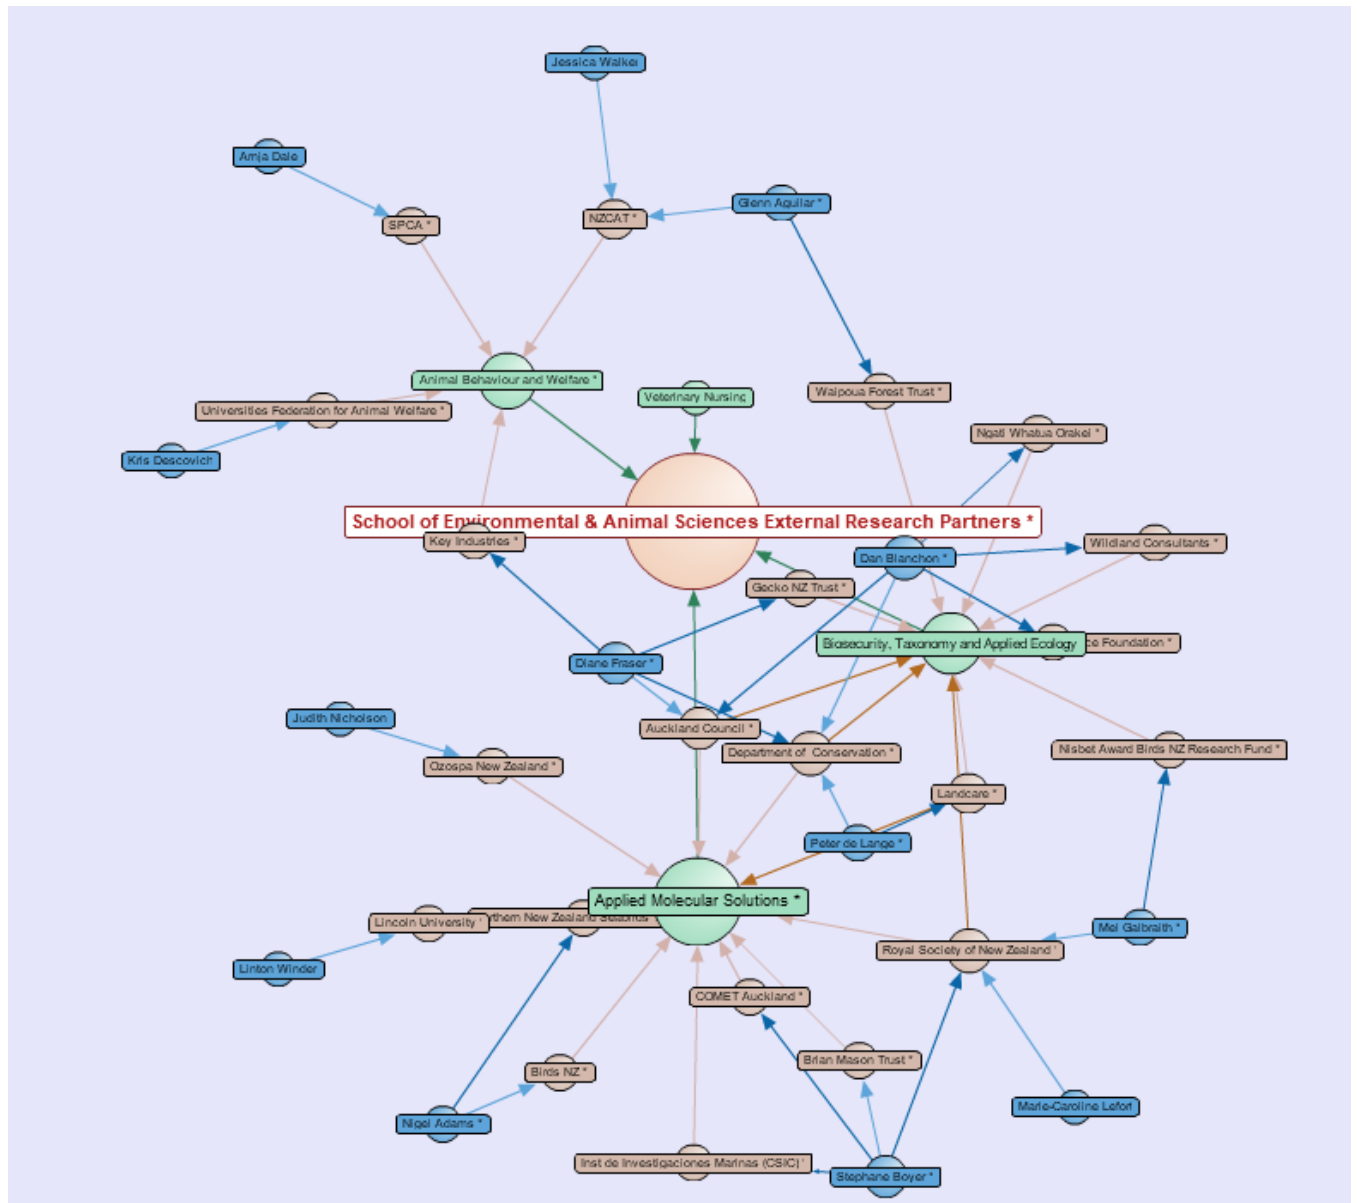 Jessica Walker
Amja Dale
Glenn Aguilar *
SPCA *
NZCAT *
Animal Behaviour and Welfare *
Veterinary Nursing
Waipoua Forest Trust *
Universities Federation for Animal Welfare *
Ngati Whatua Orakei *
Kris Descovich
School of Environmental & Animal Sciences External Research Partners *
Key Industries *
Wildland Consultants *
Dan Blanchon *
Gecko NZ Trust *
Biosecurity, Taxonomy and Applied Ecology
Foundation *
Diane Fraser *
Judith Nicholson
Auckland Council *
Department of Conservation *
Nisbet Award Birds NZ Research Fund *
Ozospa New Zealand *
Landcare *
Peter de Lange *
Applied Molecular Solutions *
Lincoln University
New Zealand
Mel Galbraith *
Royal Society of New Zealand
Linton Winder
COMET Auckland *
Brian Mason Trust *
Birds NZ *
Marie-Caroline Lefort
Nigel Adams *
Inst de Investigaciones Marinas (CSIC)
Stephane Boyer *